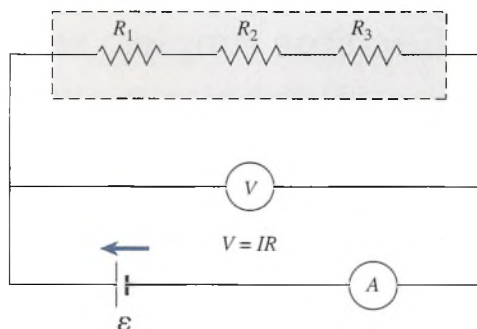 R1 R2 R3
V
V = IR
A
ε